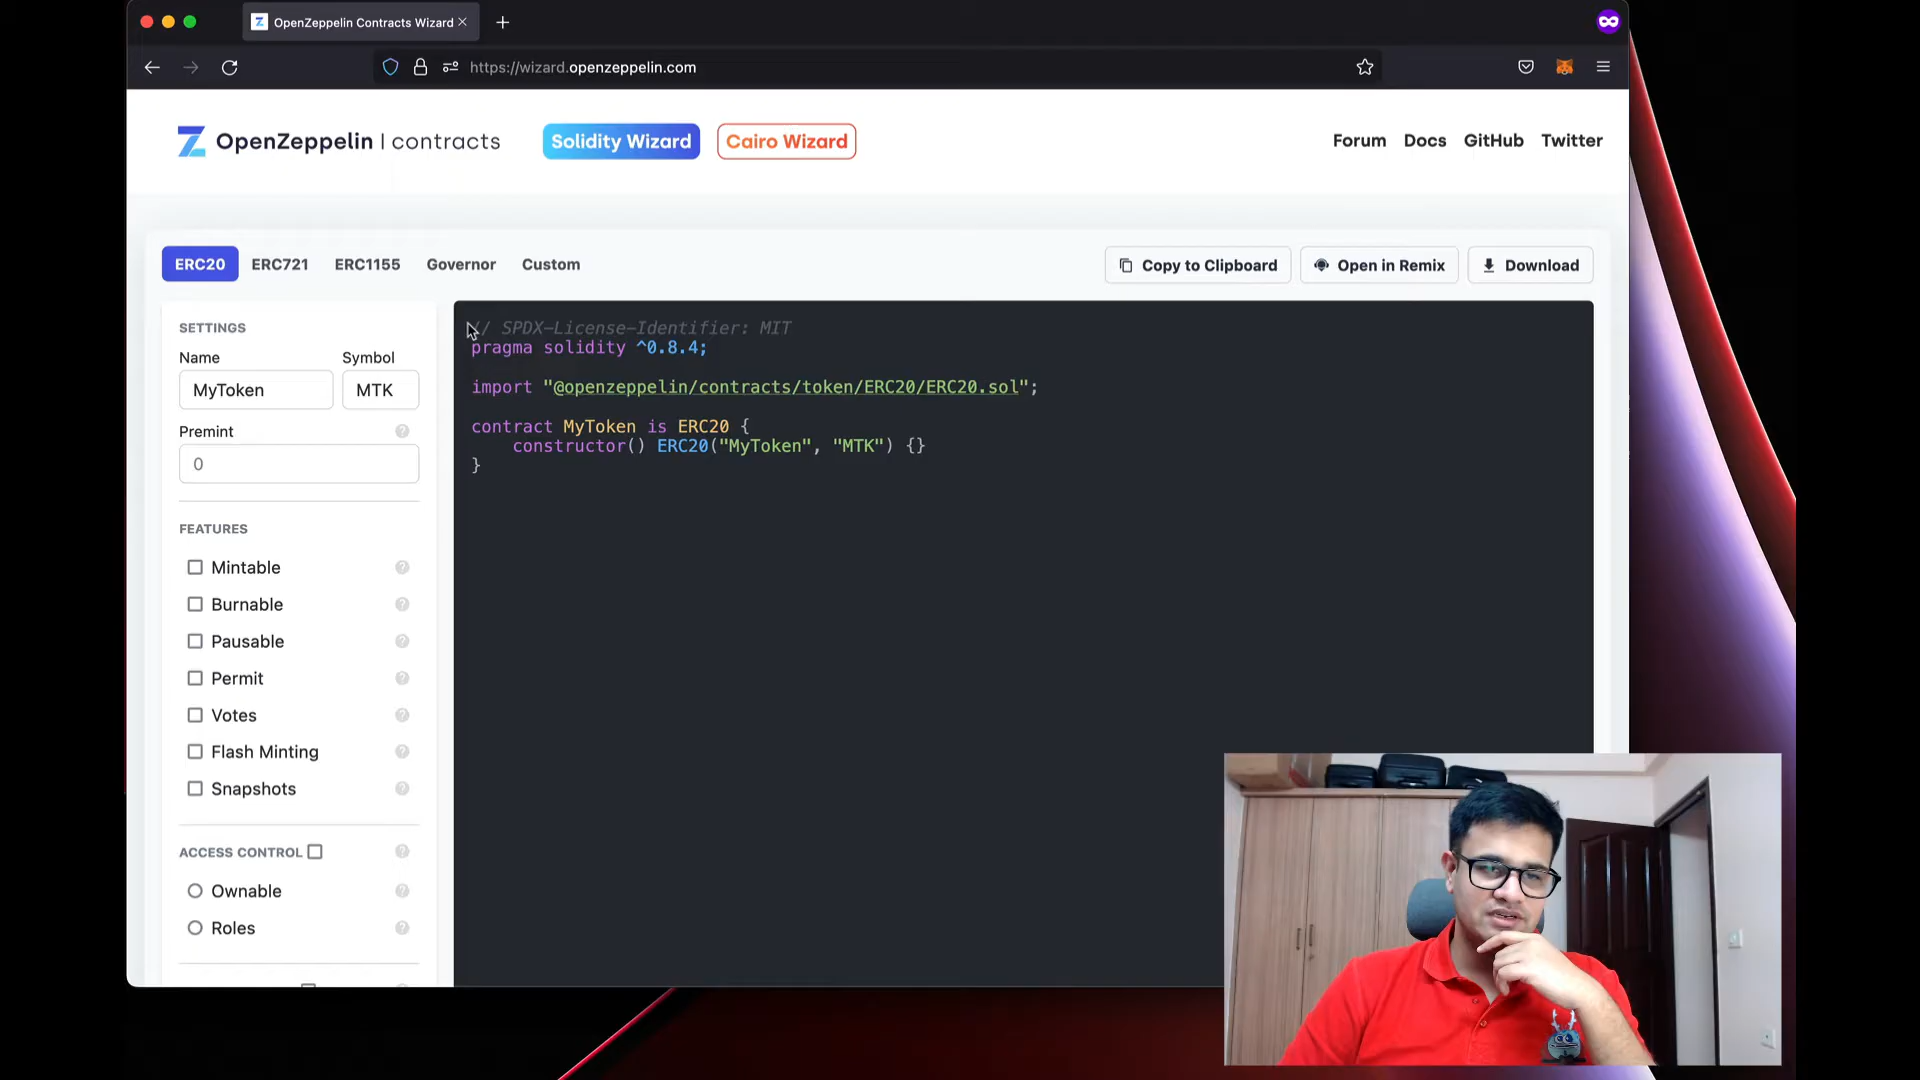 OpenZeppelin Contracts Wizard
https://wizard.openzeppelin.com
OpenZeppelin | contracts
Solidity Wizard
Cairo Wizard
Forum
Docs
GitHub
Twitter
ERC20
ERC721
ERC1155
Governor
Custom
Copy to Clipboard
Open in Remix
Download
SETTINGS
Name
Symbol
MyToken
MTK
Premint
0
FEATURES
Mintable
Burnable
Pausable
Permit
Votes
Flash Minting
Snapshots
ACCESS CONTROL
Ownable
Roles
// SPDX-License-Identifier: MIT
pragma solidity ^0.8.4;
import "@openzeppelin/contracts/token/ERC20/ERC20.sol";
contract MyToken is ERC20 {
constructor() ERC20("MyToken", "MTK") {}
}